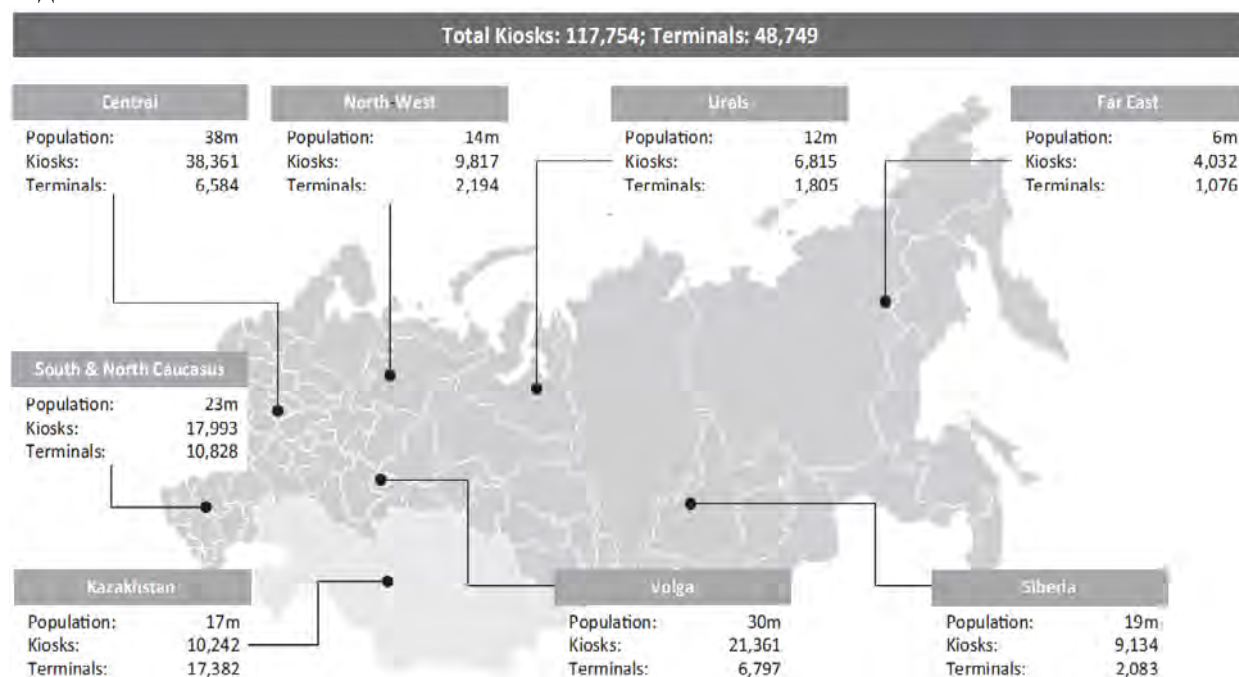 Total Kiosks: 117,754; Terminals: 48,749
Central
Population: 38m
Kiosks: 38,361
Terminals: 6,584
North-West
Population: 14m
Kiosks: 9,817
Terminals: 2,194
Urals
Population: 12m
Kiosks: 6,815
Terminals: 1,805
Far East
Population: 6m
Kiosks: 4,032
Terminals: 1,076
South & North Caucasus
Population: 23m
Kiosks: 17,993
Terminals: 10,828
Kazakhstan
Population: 17m
Kiosks: 10,242
Terminals: 17,382
Volga
Population: 30m
Kiosks: 21,361
Terminals: 6,797
Siberia
Population: 19m
Kiosks: 9,134
Terminals: 2,083